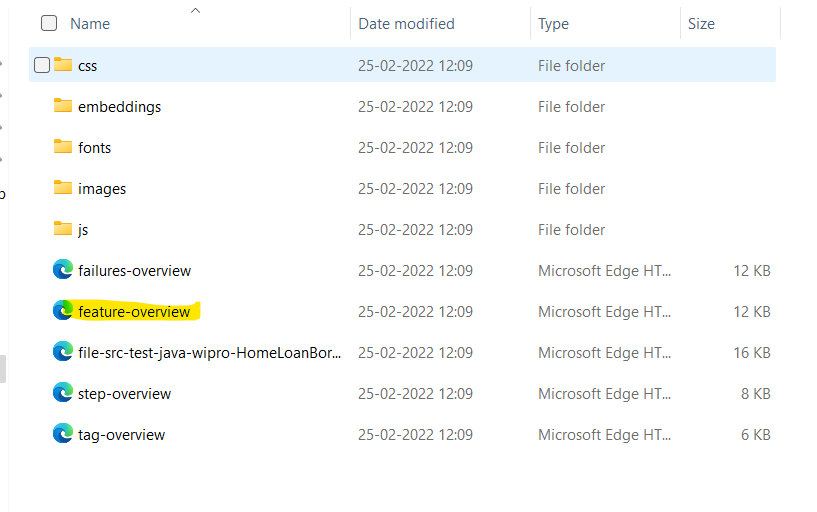 Name Date modified Type Size
css 25-02-2022 12:09 File folder
embeddings 25-02-2022 12:09 File folder
fonts 25-02-2022 12:09 File folder
images 25-02-2022 12:09 File folder
js 25-02-2022 12:09 File folder
failures-overview 25-02-2022 12:09 Microsoft Edge HT... 12 KB
feature-overview 25-02-2022 12:09 Microsoft Edge HT... 12 KB
file-src-test-java-wipro-HomeLoanBor... 25-02-2022 12:09 Microsoft Edge HT... 16 KB
step-overview 25-02-2022 12:09 Microsoft Edge HT... 8 KB
tag-overview 25-02-2022 12:09 Microsoft Edge HT... 6 KB